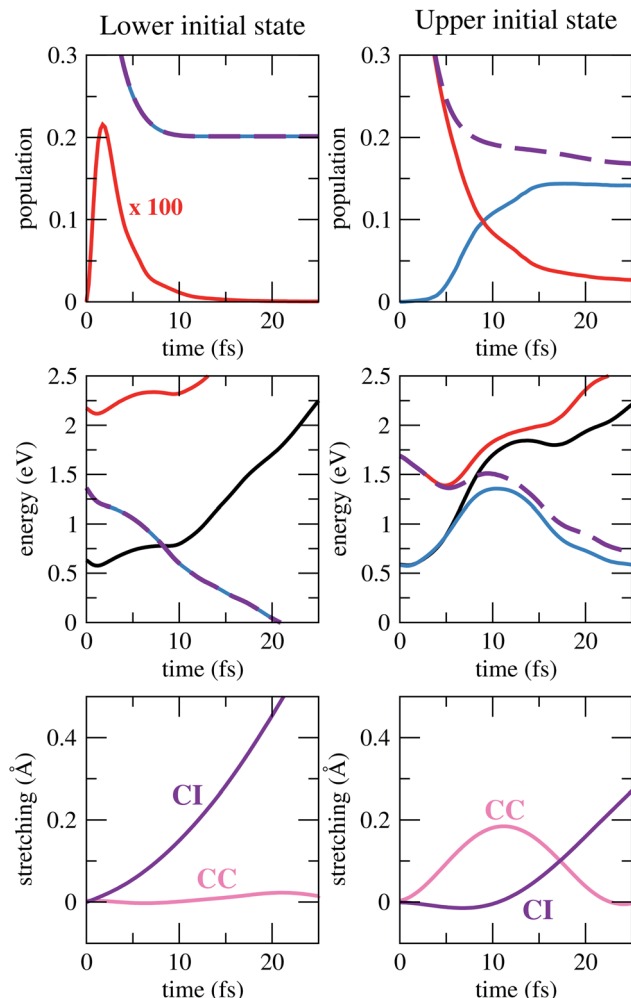 Lower initial state
Upper initial state
0.3
0.2
0.1
0
population
x 100
0 10 20
time (fs)
0.3
0.2
0.1
0
population
0 10 20
time (fs)
2.5
2
1.5
1
0.5
0
energy (eV)
0 10 20
time (fs)
2.5
2
1.5
1
0.5
0
energy (eV)
0 10 20
time (fs)
0.4
0.2
0
stretching (Å)
CI
CC
0 10 20
time (fs)
0.4
0.2
0
stretching (Å)
CC
CI
0 10 20
time (fs)